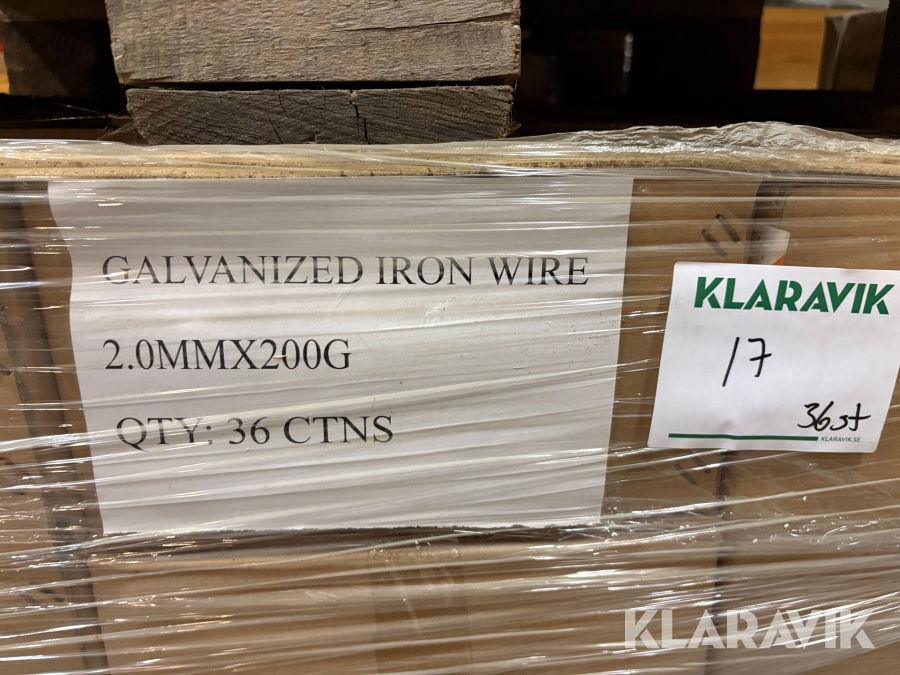 GALVANIZED IRON WIRE
2.0MMX200G
QTY: 36 CTNS
KLARAVIK
17
36st
KLARAVIK.SE
KLARAVIK